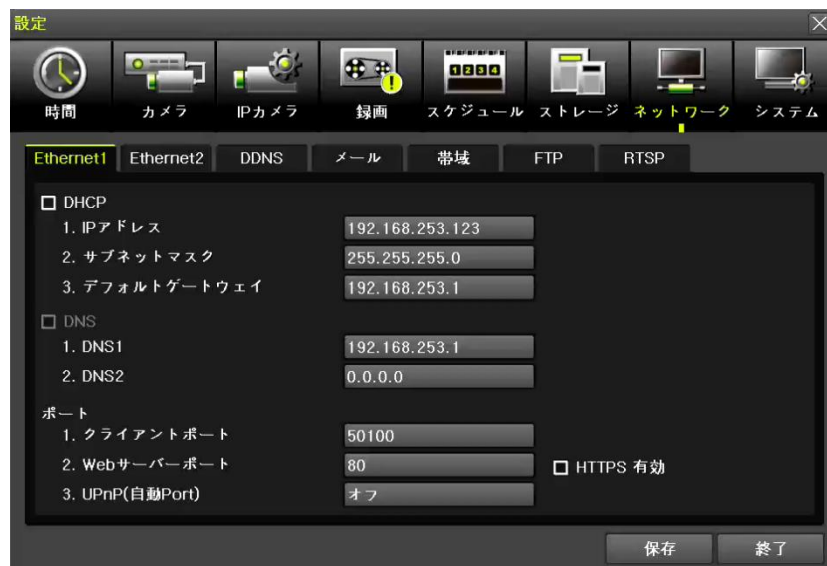 設定
時間 カメラ IPカメラ 録画 1 2 3 4 スケジュール ストレージ ネットワーク システム
Ethernet1 Ethernet2 DDNS メール 帯域 FTP RTSP
DHCP
1. IPアドレス 192.168.253.123
2. サブネットマスク 255.255.255.0
3. デフォルトゲートウェイ 192.168.253.1
DNS
1. DNS1 192.168.253.1
2. DNS2 0.0.0.0
ポート
1. クライアントポート 50100
2. Webサーバーポート 80 HTTPS 有効
3. UPnP(自動Port) オフ
保存 終了